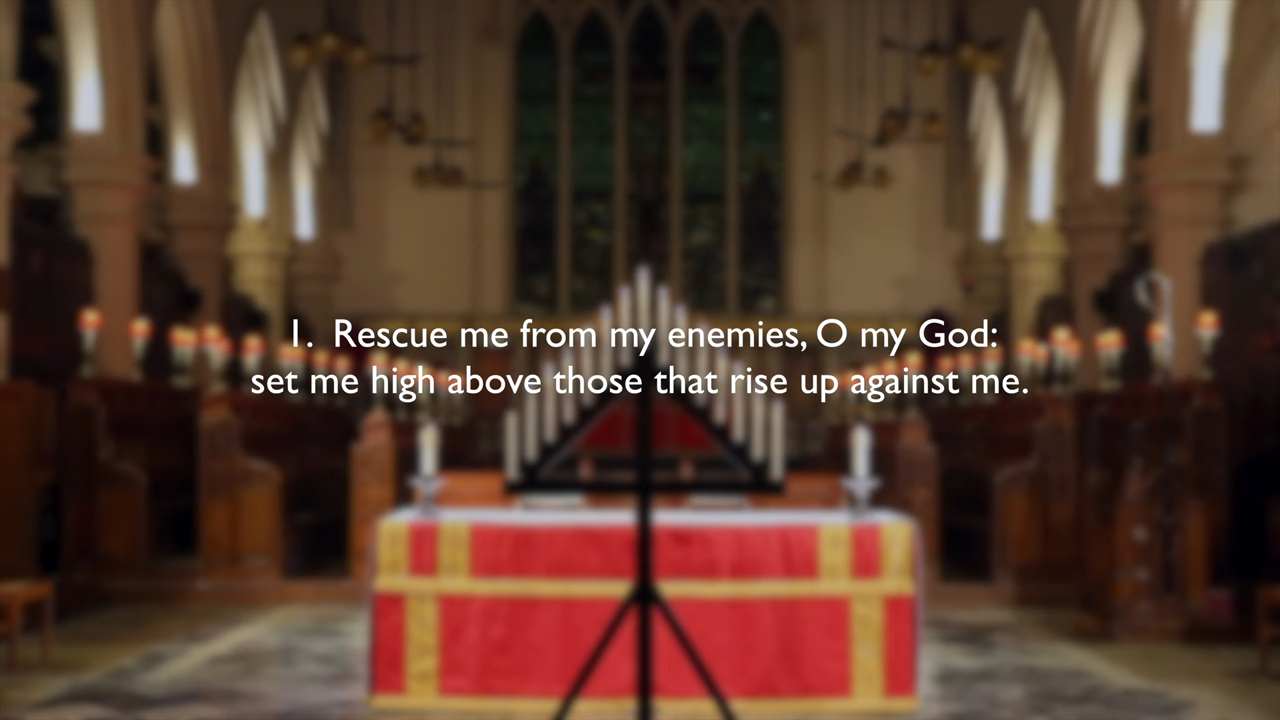 1. Rescue me from my enemies, O my God:
set me high above those that rise up against me.